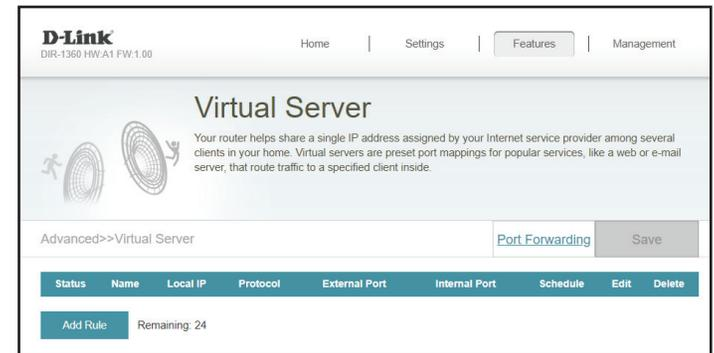 D-Link
DIR-1360 HW:A1 FW:1.00
Home | Settings | Features | Management
Virtual Server
Your router helps share a single IP address assigned by your Internet service provider among several
clients in your home. Virtual servers are preset port mappings for popular services, like a web or e-mail
server, that route traffic to a specified client inside.
Advanced>>Virtual Server
Port Forwarding
Save
Status Name Local IP Protocol External Port Internal Port Schedule Edit Delete
Add Rule Remaining: 24